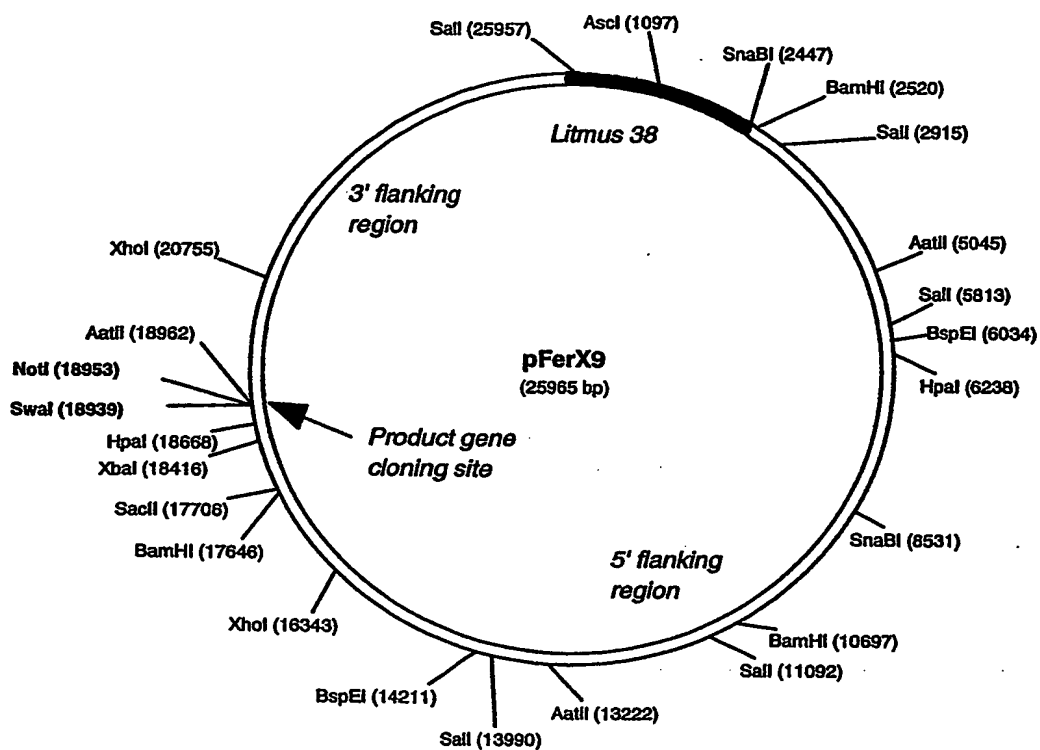 SalI (25957)
AscI (1097)
SnaBI (2447)
BamHI (2520)
SalI (2915)
Litmus 38
3' flanking
region
XhoI (20755)
AatII (5045)
SalI (5813)
BspEI (6034)
HpaI (6238)
AatII (18962)
NotI (18953)
SwaI (18939)
HpaI (18668)
XbaI (18416)
SacII (17706)
BamHI (17646)
pFerX9
(25965 bp)
Product gene
cloning site
SnaBI (8531)
5' flanking
region
XhoI (16343)
BamHI (10697)
SalI (11092)
BspEI (14211)
AatII (13222)
SalI (13990)